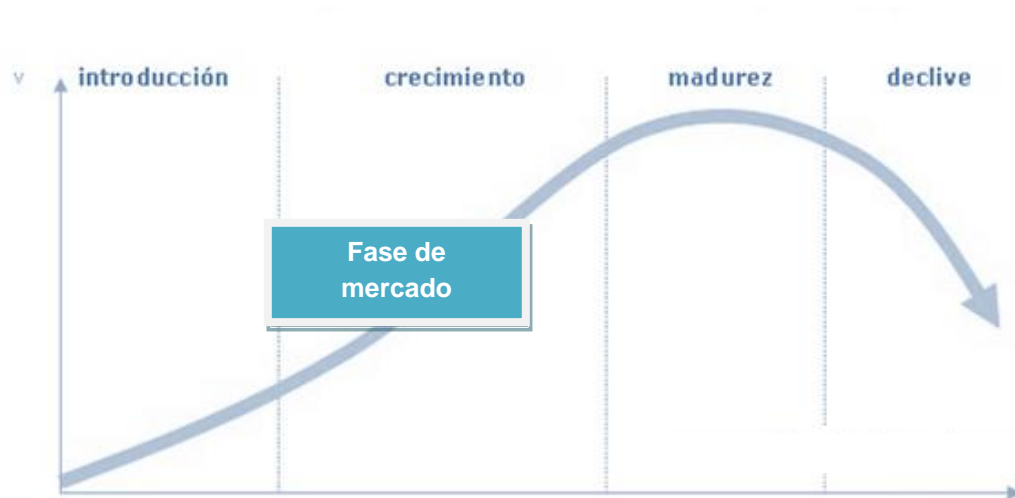 v introducción crecimiento madurez declive
Fase de
mercado